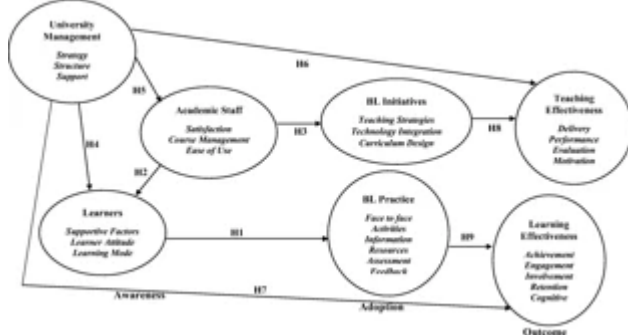 University
Management
Strategy
Structure
Support
H6
H5
H4
Academic Staff
Satisfaction
Course Management
Ease of Use
H3
BL Initiatives
Teaching Strategies
Technology Integration
Curriculum Design
H8
Teaching
Effectiveness
Delivery
Performance
Evaluation
Motivation
H2
Learners
Supportive Factors
Learner Attitude
Learning Mode
H1
BL Practice
Face to face
Activities
Information
Resources
Assessment
Feedback
H9
Learning
Effectiveness
Achievement
Engagement
Involvement
Retention
Cognitive
H7
Awareness
Adoption
Outcome